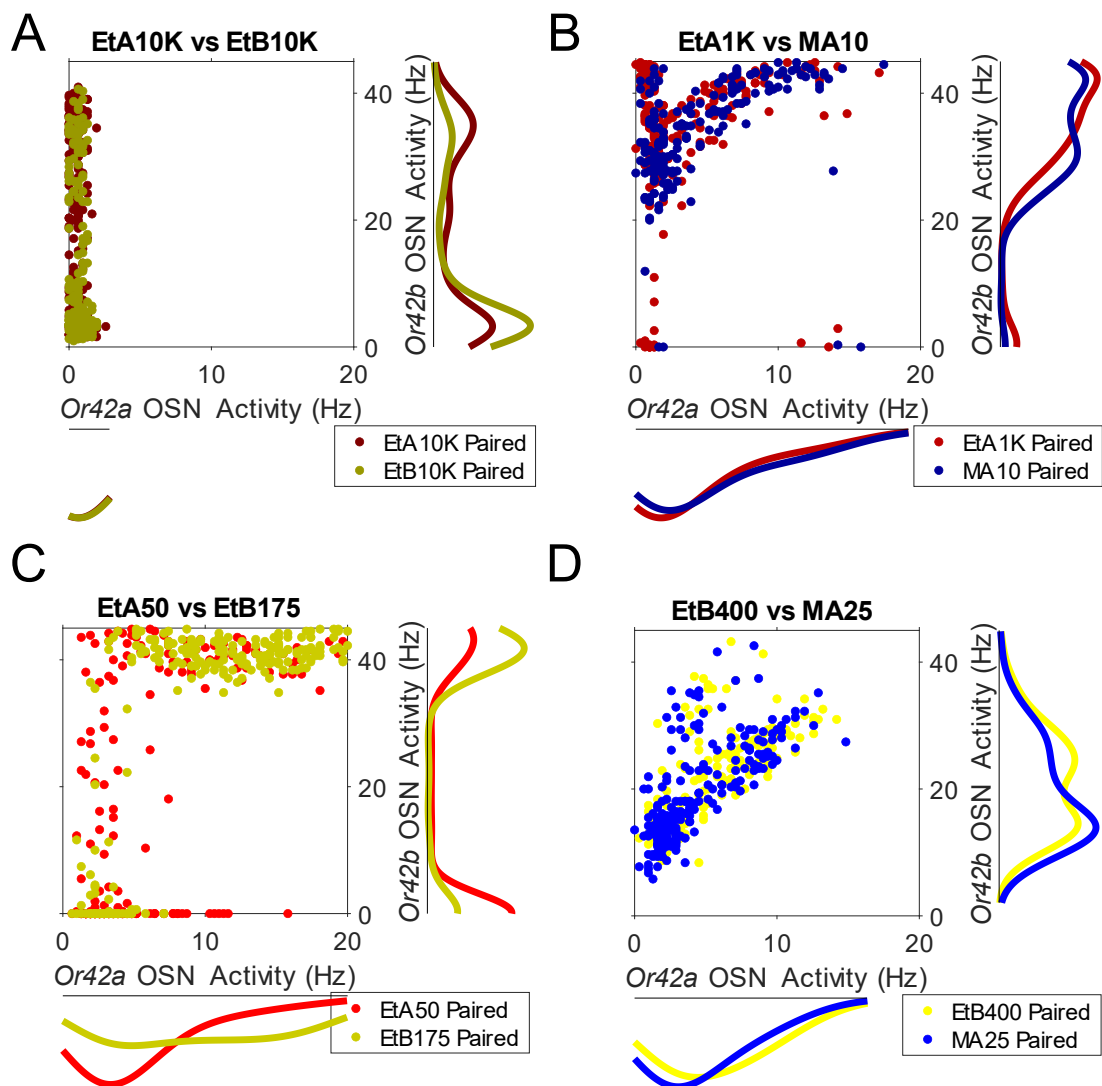 A
EtA10K vs EtB10K
40
20
0
Or42b OSN Activity (Hz)
0 10 20
Or42a OSN Activity (Hz)
EtA10K Paired
EtB10K Paired
B
EtA1K vs MA10
40
20
0
Or42b OSN Activity (Hz)
0 10 20
Or42a OSN Activity (Hz)
EtA1K Paired
MA10 Paired
C
EtA50 vs EtB175
40
20
0
Or42b OSN Activity (Hz)
0 10 20
Or42a OSN Activity (Hz)
EtA50 Paired
EtB175 Paired
D
EtB400 vs MA25
40
20
0
Or42b OSN Activity (Hz)
0 10 20
Or42a OSN Activity (Hz)
EtB400 Paired
MA25 Paired